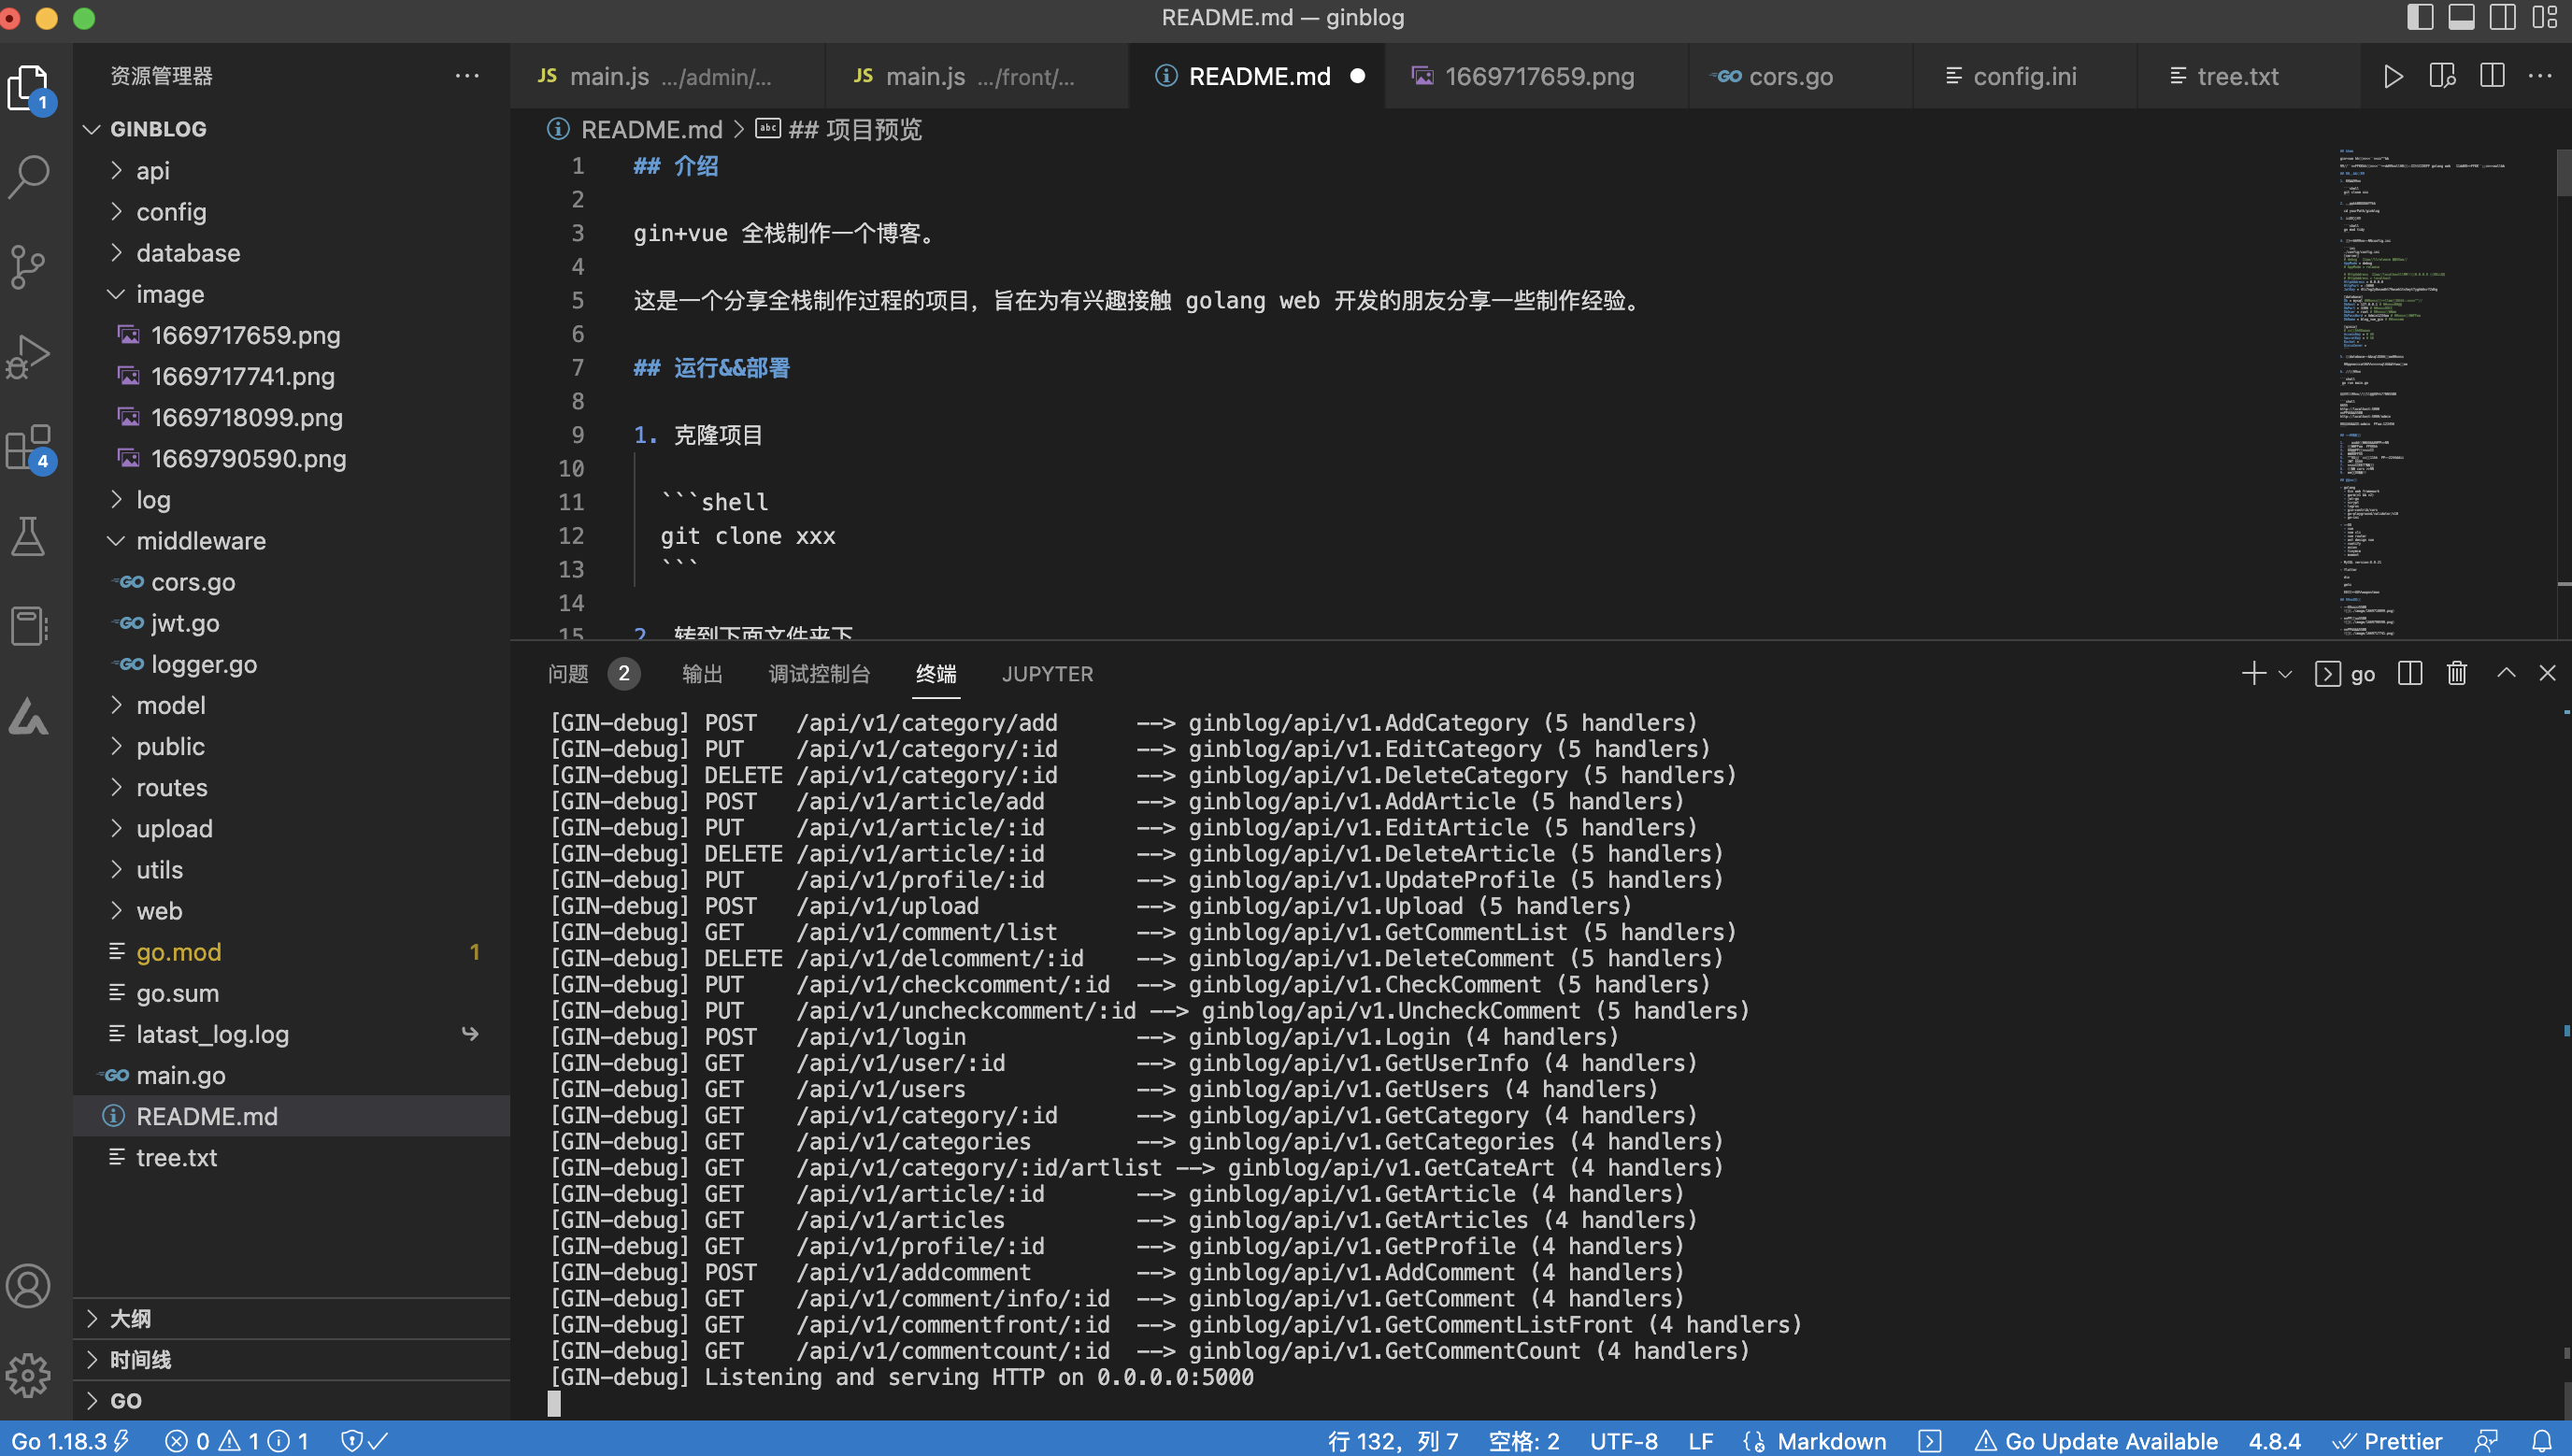 README.md — ginblog
资源管理器
GINBLOG
api
config
database
image
1669717659.png
1669717741.png
1669718099.png
1669790590.png
log
middleware
cors.go
jwt.go
logger.go
model
public
routes
upload
utils
web
go.mod 1
go.sum
latast_log.log
main.go
README.md
tree.txt
大纲
时间线
GO
1
4
JS main.js .../admin/...
JS main.js .../front/...
README.md
1669717659.png
GO cors.go
config.ini
tree.txt
README.md > abc ## 项目预览
1 ## 介绍
2
3 gin+vue 全栈制作一个博客。
4
5 这是一个分享全栈制作过程的项目，旨在为有兴趣接触 golang web 开发的朋友分享一些制作经验。
6
7 ## 运行&&部署
8
9 1. 克隆项目
10
11 ```shell
12 git clone xxx
13 ```
14
15 2. 转到下面文件夹下
问题 2 输出 调试控制台 终端 JUPYTER
go
[GIN-debug] POST /api/v1/category/add --> ginblog/api/v1.AddCategory (5 handlers)
[GIN-debug] PUT /api/v1/category/:id --> ginblog/api/v1.EditCategory (5 handlers)
[GIN-debug] DELETE /api/v1/category/:id --> ginblog/api/v1.DeleteCategory (5 handlers)
[GIN-debug] POST /api/v1/article/add --> ginblog/api/v1.AddArticle (5 handlers)
[GIN-debug] PUT /api/v1/article/:id --> ginblog/api/v1.EditArticle (5 handlers)
[GIN-debug] DELETE /api/v1/article/:id --> ginblog/api/v1.DeleteArticle (5 handlers)
[GIN-debug] PUT /api/v1/profile/:id --> ginblog/api/v1.UpdateProfile (5 handlers)
[GIN-debug] POST /api/v1/upload --> ginblog/api/v1.Upload (5 handlers)
[GIN-debug] GET /api/v1/comment/list --> ginblog/api/v1.GetCommentList (5 handlers)
[GIN-debug] DELETE /api/v1/delcomment/:id --> ginblog/api/v1.DeleteComment (5 handlers)
[GIN-debug] PUT /api/v1/checkcomment/:id --> ginblog/api/v1.CheckComment (5 handlers)
[GIN-debug] PUT /api/v1/uncheckcomment/:id --> ginblog/api/v1.UncheckComment (5 handlers)
[GIN-debug] POST /api/v1/login --> ginblog/api/v1.Login (4 handlers)
[GIN-debug] GET /api/v1/user/:id --> ginblog/api/v1.GetUserInfo (4 handlers)
[GIN-debug] GET /api/v1/users --> ginblog/api/v1.GetUsers (4 handlers)
[GIN-debug] GET /api/v1/category/:id --> ginblog/api/v1.GetCategory (4 handlers)
[GIN-debug] GET /api/v1/categories --> ginblog/api/v1.GetCategories (4 handlers)
[GIN-debug] GET /api/v1/category/:id/artlist --> ginblog/api/v1.GetCateArt (4 handlers)
[GIN-debug] GET /api/v1/article/:id --> ginblog/api/v1.GetArticle (4 handlers)
[GIN-debug] GET /api/v1/articles --> ginblog/api/v1.GetArticles (4 handlers)
[GIN-debug] GET /api/v1/profile/:id --> ginblog/api/v1.GetProfile (4 handlers)
[GIN-debug] POST /api/v1/addcomment --> ginblog/api/v1.AddComment (4 handlers)
[GIN-debug] GET /api/v1/comment/info/:id --> ginblog/api/v1.GetComment (4 handlers)
[GIN-debug] GET /api/v1/commentfront/:id --> ginblog/api/v1.GetCommentListFront (4 handlers)
[GIN-debug] GET /api/v1/commentcount/:id --> ginblog/api/v1.GetCommentCount (4 handlers)
[GIN-debug] Listening and serving HTTP on 0.0.0.0:5000
Go 1.18.3 0 1 1 行 132，列 7 空格: 2 UTF-8 LF Markdown Go Update Available 4.8.4 Prettier